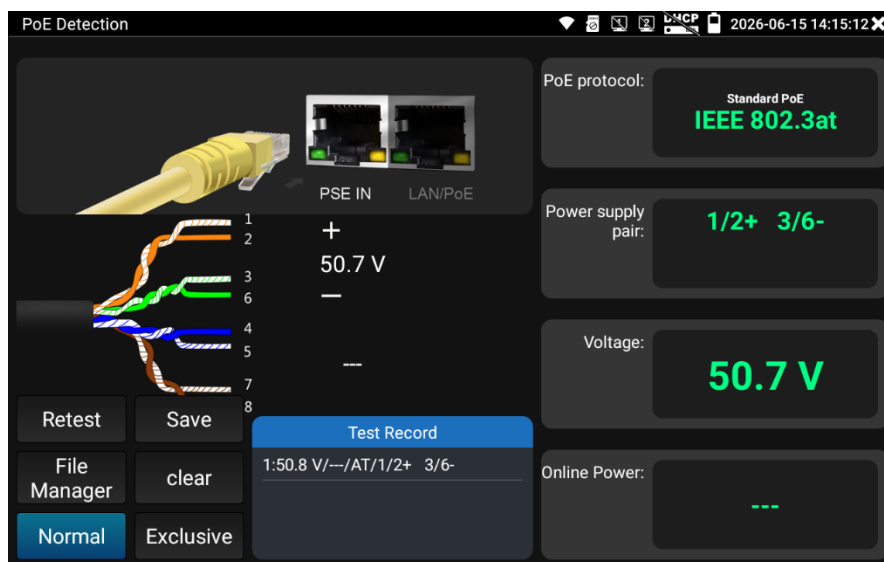 PoE Detection
DHCP 2026-06-15 14:15:12
PSE IN LAN/PoE
1
2
+
50.7 V
3
6
—
4
5
---
7
8
Retest Save
File Manager clear
Normal Exclusive
Test Record
1:50.8 V/---/AT/1/2+ 3/6-
PoE protocol:
Standard PoE
IEEE 802.3at
Power supply
pair:
1/2+ 3/6-
Voltage:
50.7 V
Online Power:
---